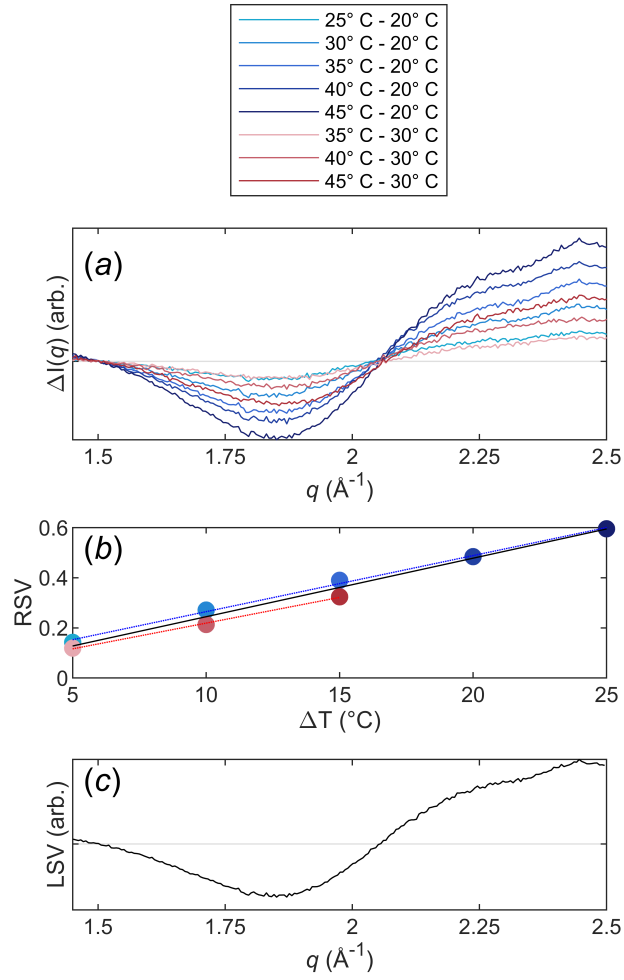 25° C - 20° C
30° C - 20° C
35° C - 20° C
40° C - 20° C
45° C - 20° C
35° C - 30° C
40° C - 30° C
45° C - 30° C
(a)
ΔI(q) (arb.)
1.5 1.75 2 2.25 2.5
q (Å⁻¹)
(b)
RSV
0.6
0.4
0.2
0
5 10 15 20 25
ΔT (°C)
(c)
LSV (arb.)
1.5 1.75 2 2.25 2.5
q (Å⁻¹)